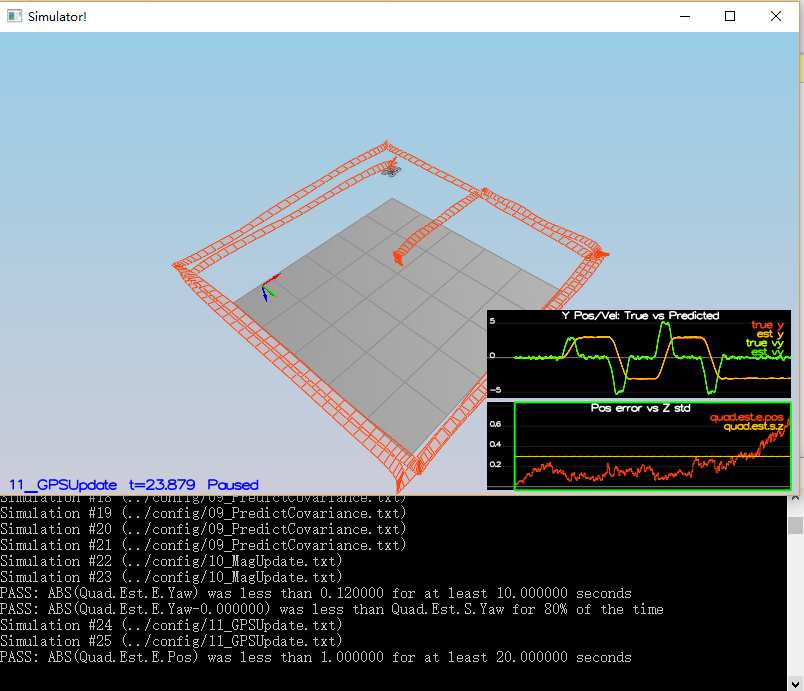 Simulator!
Y Pos/Vel: True vs Predicted
5
0
-5
true y
est y
true vy
est vy
Pos error vs Z std
0.6
0.4
0.2
quad.est.e.pos
quad.est.s.z
11_GPSUpdate t=23.879 Paused
Simulation #18 (../config/09_PredictCovariance.txt)
Simulation #19 (../config/09_PredictCovariance.txt)
Simulation #20 (../config/09_PredictCovariance.txt)
Simulation #21 (../config/09_PredictCovariance.txt)
Simulation #22 (../config/10_MagUpdate.txt)
Simulation #23 (../config/10_MagUpdate.txt)
PASS: ABS(Quad.Est.E.Yaw) was less than 0.120000 for at least 10.000000 seconds
PASS: ABS(Quad.Est.E.Yaw-0.000000) was less than Quad.Est.S.Yaw for 80% of the time
Simulation #24 (../config/11_GPSUpdate.txt)
Simulation #25 (../config/11_GPSUpdate.txt)
PASS: ABS(Quad.Est.E.Pos) was less than 1.000000 for at least 20.000000 seconds